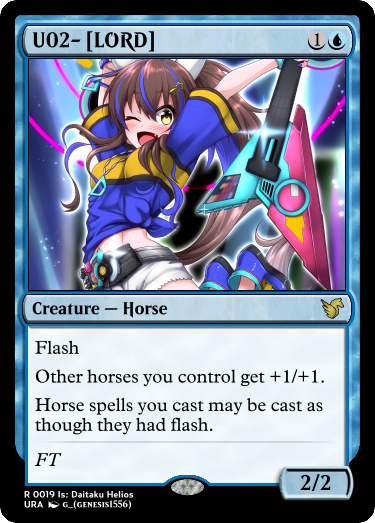 U02~ [LORD] 1
Creature — Horse
Flash
Other horses you control get +1/+1.
Horse spells you cast may be cast as
though they had flash.
FT
2/2
R 0019 Is: Daitaku Helios
URA G_(GENESIS1556)